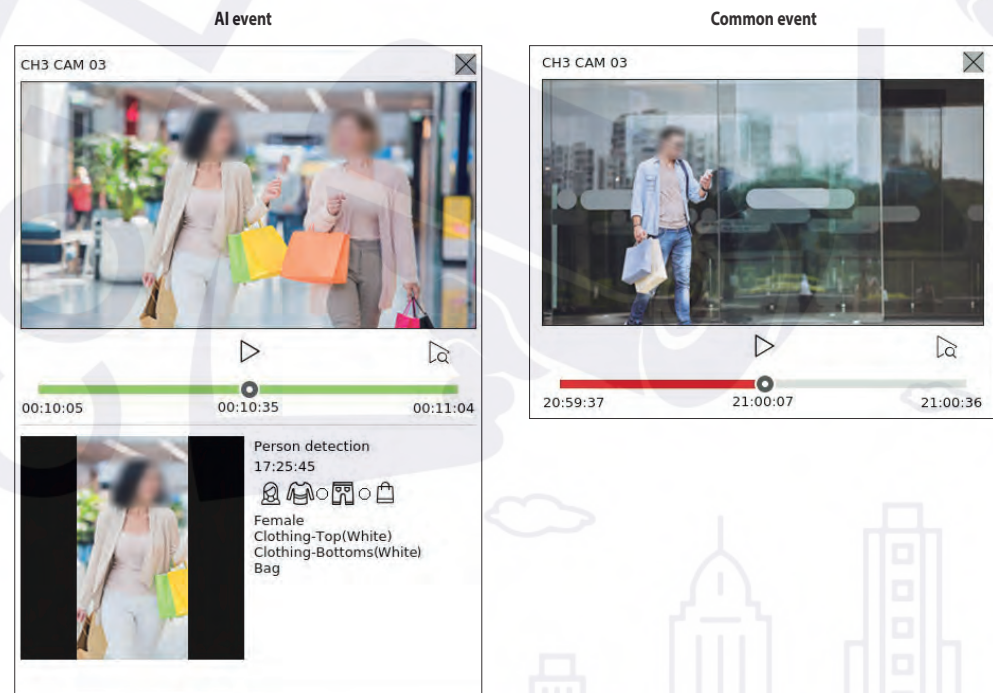 AI event
CH3 CAM 03
00:10:05
00:10:35
00:11:04
Person detection
17:25:45
Female
Clothing-Top(White)
Clothing-Bottoms(White)
Bag
Common event
CH3 CAM 03
20:59:37
21:00:07
21:00:36